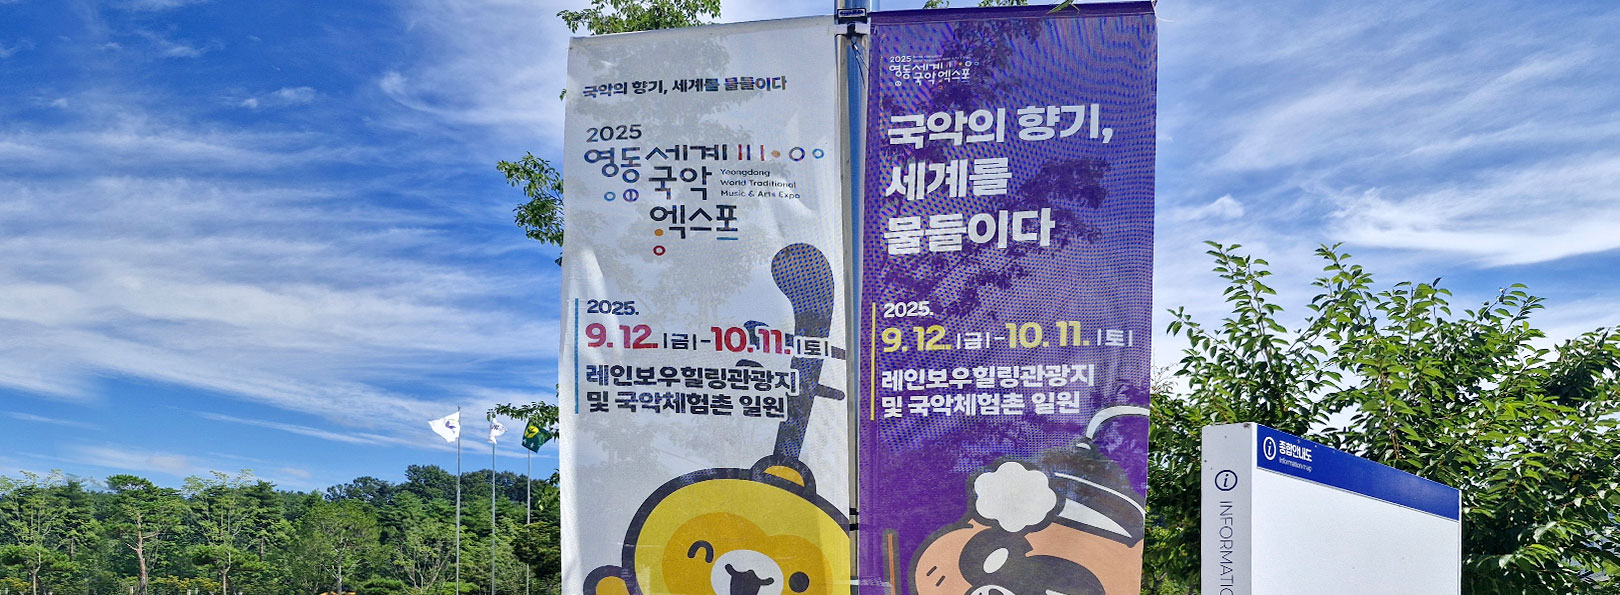 국악의 향기, 세계를 물들이다
2025
영동세계
국악
엑스포
Yeongdong
World Traditional
Music & Arts Expo
2025.
9.12.|금|-10.11.|토|
레인보우힐링관광지
및 국악체험촌 일원
2025
영동세계
국악엑스포
국악의 향기,
세계를
물들이다
2025.
9.12.|금|-10.11.|토|
레인보우힐링관광지
및 국악체험촌 일원
종합안내도
Information map
INFORMATIO